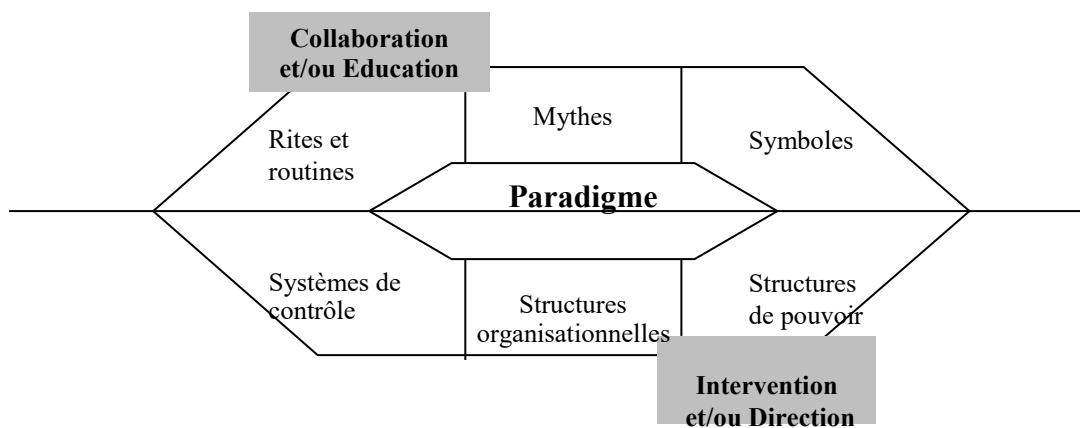 Collaboration
et/ou Education
Mythes
Rites et
routines
Symboles
Paradigme
Systèmes de
contrôle
Structures
organisationnelles
Structures
de pouvoir
Intervention
et/ou Direction